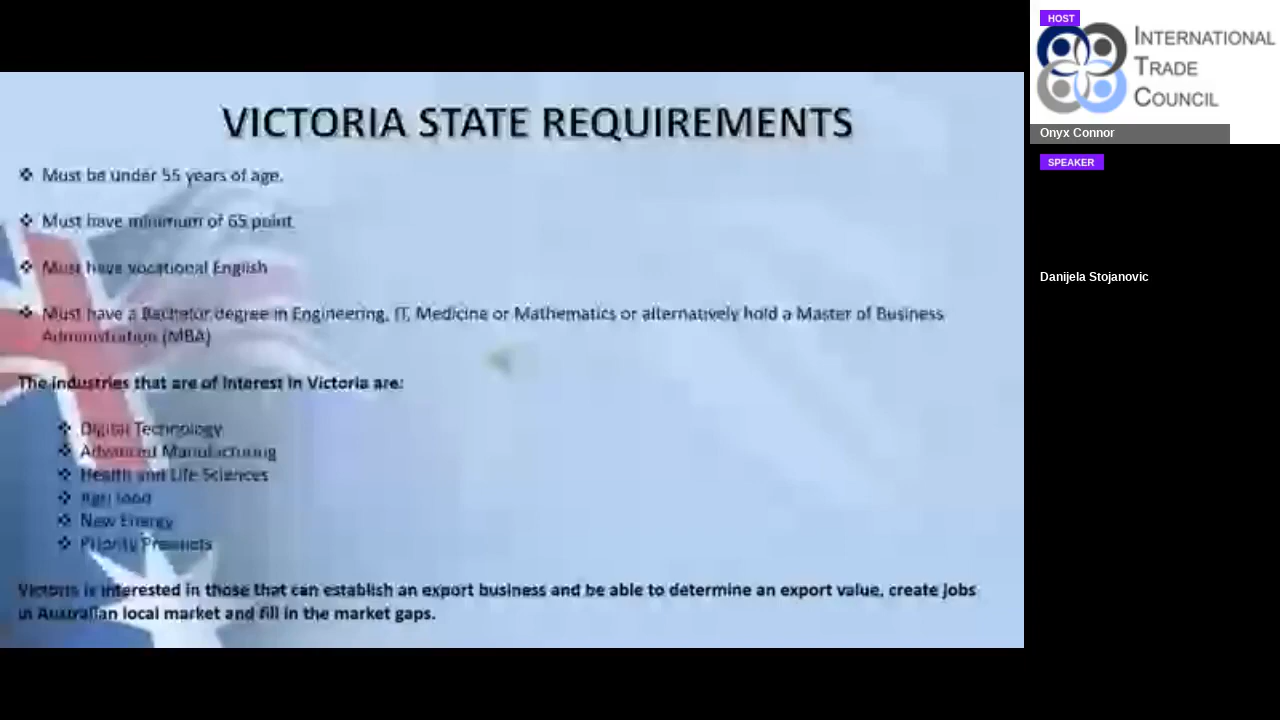 VICTORIA STATE REQUIREMENTS
❖ Must be under 55 years of age.
❖ Must have minimum of 65 point
❖ Must have vocational English
❖ Must have a Bachelor degree in Engineering, IT, Medicine or Mathematics or alternatively hold a Master of Business
Administration (MBA)
The industries that are of interest in Victoria are:
❖ Digital Technology
❖ Advanced Manufacturing
❖ Health and Life Sciences
❖ Agri food
❖ New Energy
❖ Priority Precincts
Victoria is interested in those that can establish an export business and be able to determine an export value, create jobs
in Australian local market and fill in the market gaps.
HOST
INTERNATIONAL
TRADE
COUNCIL
Onyx Connor
SPEAKER
Danijela Stojanovic